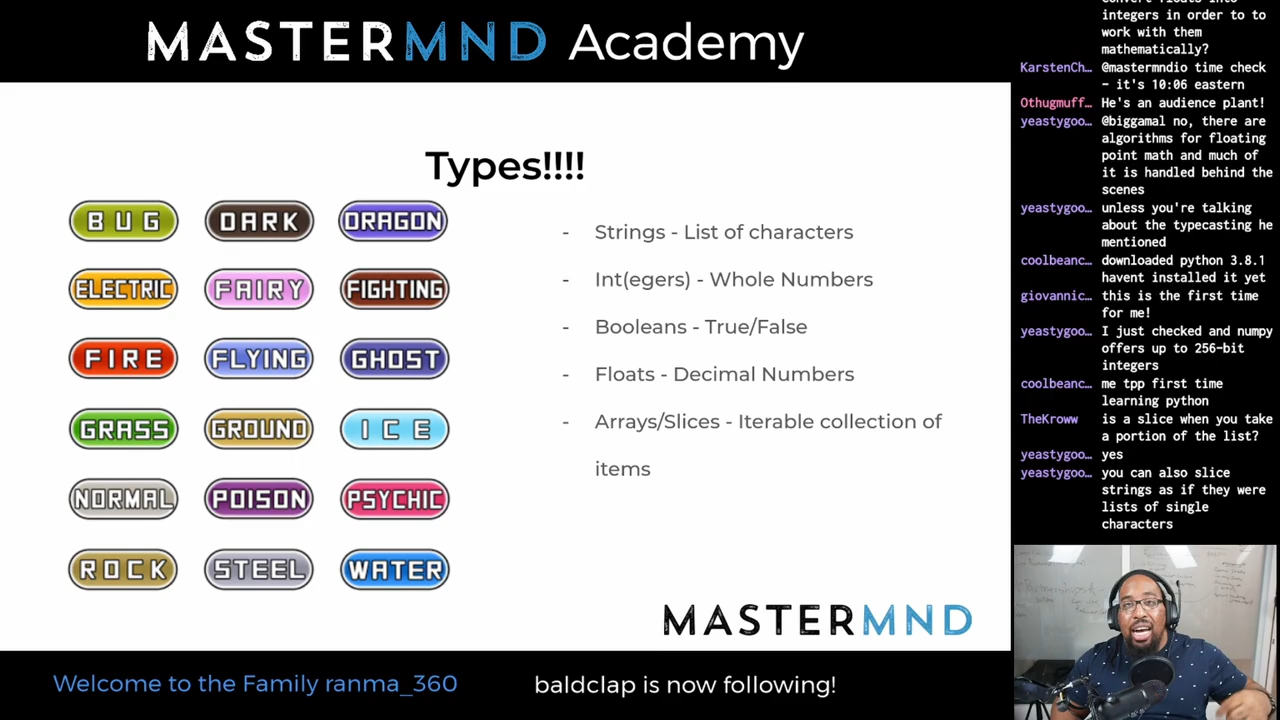 MASTERMND Academy
Types!!!!
BUG DARK DRAGON
ELECTRIC FAIRY FIGHTING
FIRE FLYING GHOST
GRASS GROUND ICE
NORMAL POISON PSYCHIC
ROCK STEEL WATER
- Strings - List of characters
- Int(egers) - Whole Numbers
- Booleans - True/False
- Floats - Decimal Numbers
- Arrays/Slices - Iterable collection of
items
MASTERMND
Welcome to the Family ranma_360
baldclap is now following!
integers in order to to
work with them
mathematically?
KarstenCh… @mastermndio time check
– it's 10:06 eastern
Othugmuff… He's an audience plant!
yeastygoo… @biggamal no, there are
algorithms for floating
point math and much of
it is handled behind the
scenes
yeastygoo… unless you're talking
about the typecasting he
mentioned
coolbeanc… downloaded python 3.8.1
havent installed it yet
giovannic… this is the first time
for me!
yeastygoo… I just checked and numpy
offers up to 256-bit
integers
coolbeanc… me tpp first time
learning python
TheKroww is a slice when you take
a portion of the list?
yeastygoo… yes
yeastygoo… you can also slice
strings as if they were
lists of single
characters